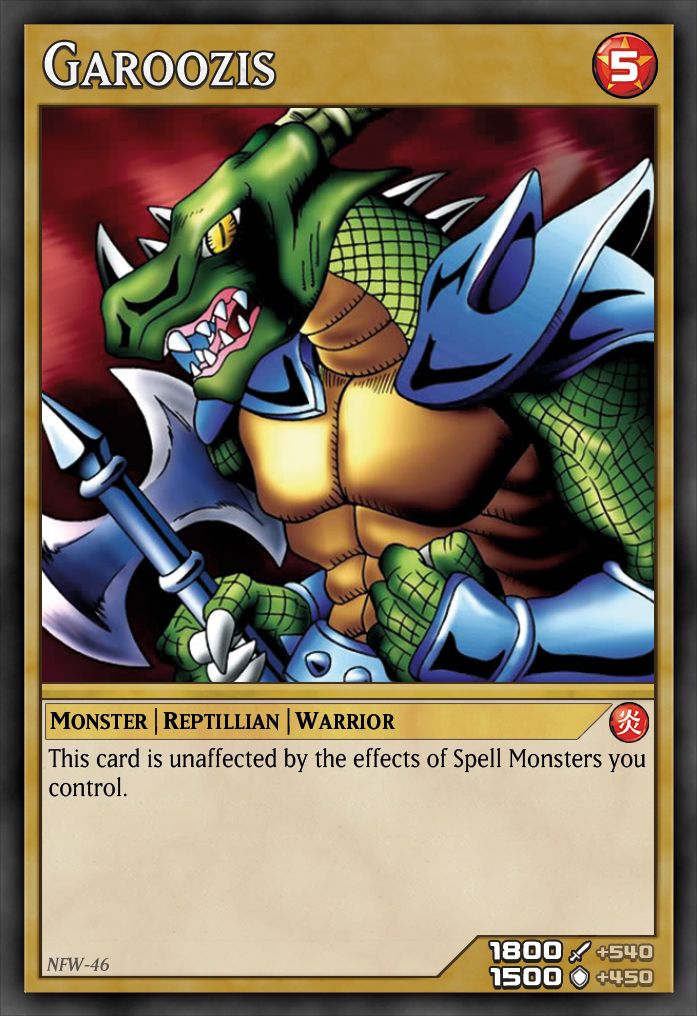 Garoozis
5
Monster | Reptillian | Warrior
炎
This card is unaffected by the effects of Spell Monsters you
control.
NFW-46
1800 +540
1500 +450